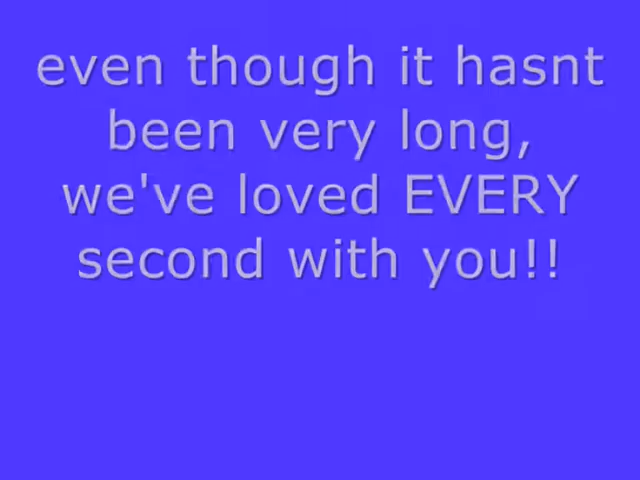 even though it hasnt
been very long,
we've loved EVERY
second with you!!